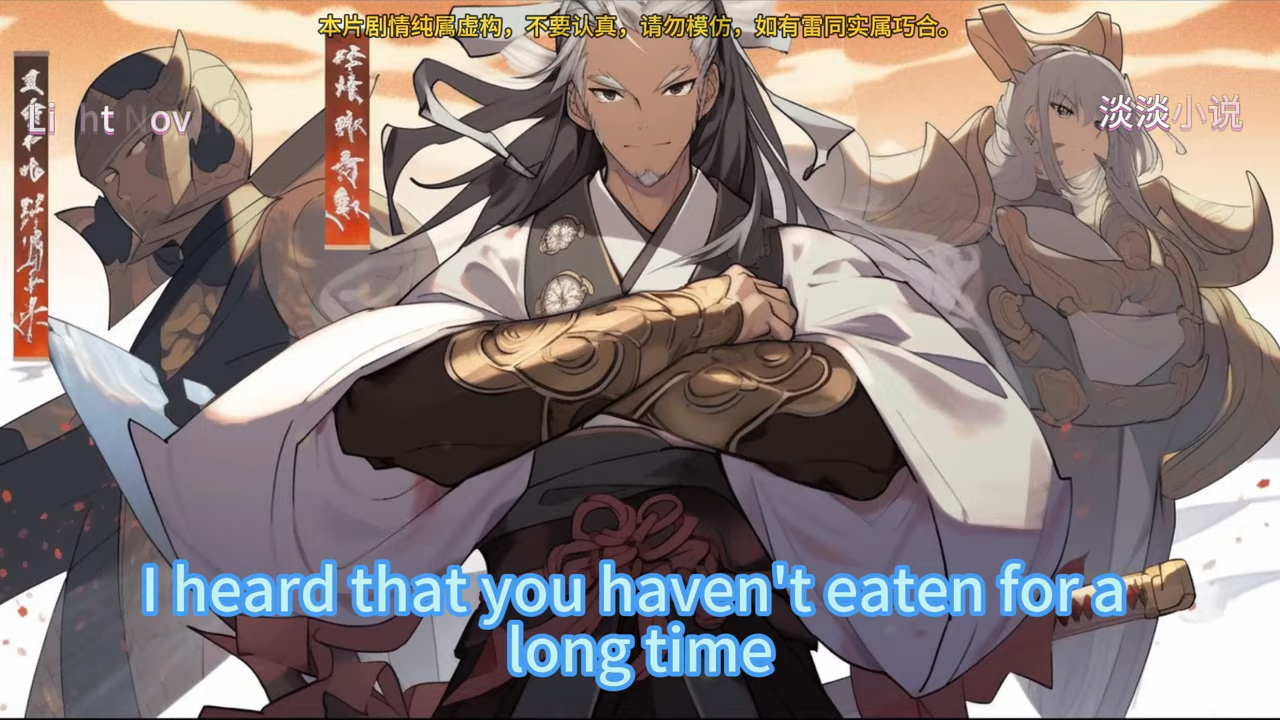 本片剧情纯属虚构，不要认真，请勿模仿，如有雷同实属巧合。
淡淡小说
I heard that you haven't eaten for a
long time